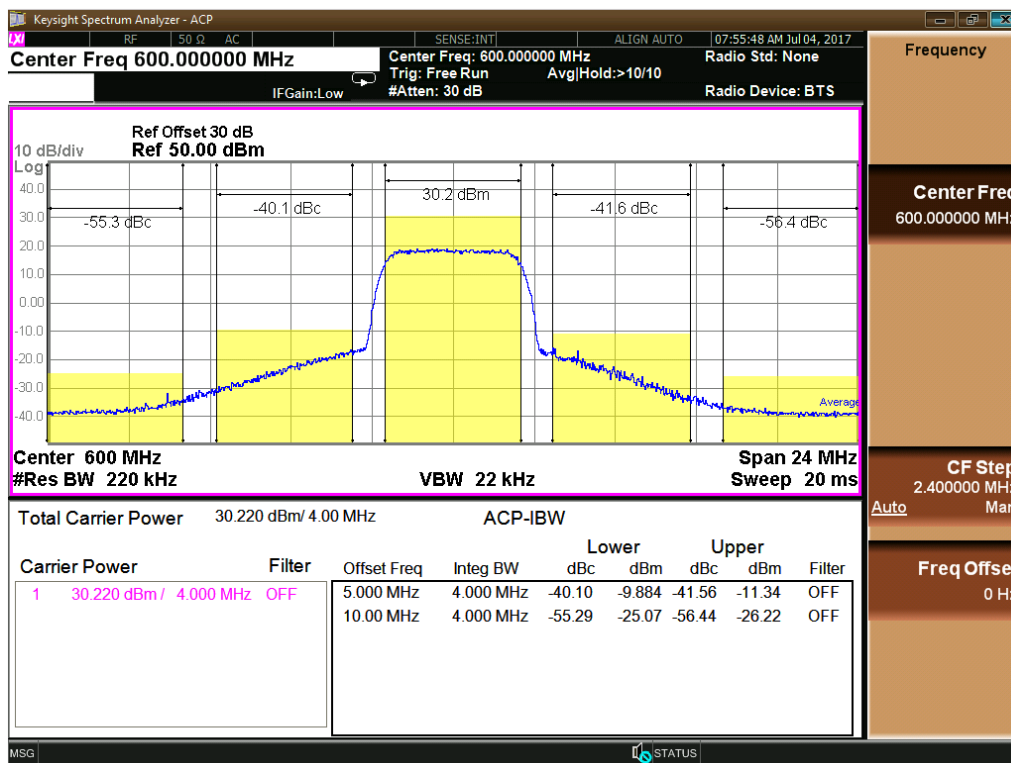 Keysight Spectrum Analyzer - ACP
LXI RF 50 Ω AC SENSE:INT ALIGN AUTO 07:55:48 AM Jul 04, 2017
Center Freq 600.000000 MHz
Center Freq: 600.000000 MHz Radio Std: None
Trig: Free Run Avg|Hold:>10/10
IFGain:Low #Atten: 30 dB Radio Device: BTS
Frequency
Ref Offset 30 dB
10 dB/div Ref 50.00 dBm
Log
40.0
30.0
20.0
10.0
0.00
-10.0
-20.0
-30.0
-40.0
-55.3 dBc
-40.1 dBc
30.2 dBm
-41.6 dBc
-56.4 dBc
Average
Center 600 MHz Span 24 MHz
#Res BW 220 kHz VBW 22 kHz Sweep 20 ms
Total Carrier Power 30.220 dBm/ 4.00 MHz ACP-IBW
Lower Upper
Carrier Power Filter Offset Freq Integ BW dBc dBm dBc dBm Filter
1 30.220 dBm / 4.000 MHz OFF 5.000 MHz 4.000 MHz -40.10 -9.884 -41.56 -11.34 OFF
10.00 MHz 4.000 MHz -55.29 -25.07 -56.44 -26.22 OFF
Center Freq
600.000000 MHz
CF Step
2.400000 MHz
Auto Man
Freq Offset
0 Hz
MSG STATUS